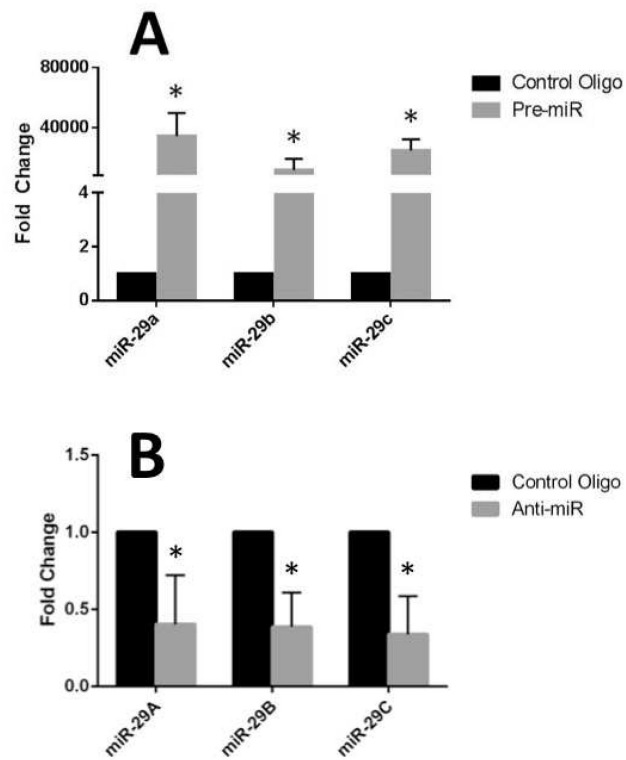 A
80000
40000
4
2
0
Fold Change
* * *
miR-29a
miR-29b
miR-29c
Control Oligo
Pre-miR
B
1.5
1.0
0.5
0.0
Fold Change
* * *
miR-29A
miR-29B
miR-29C
Control Oligo
Anti-miR